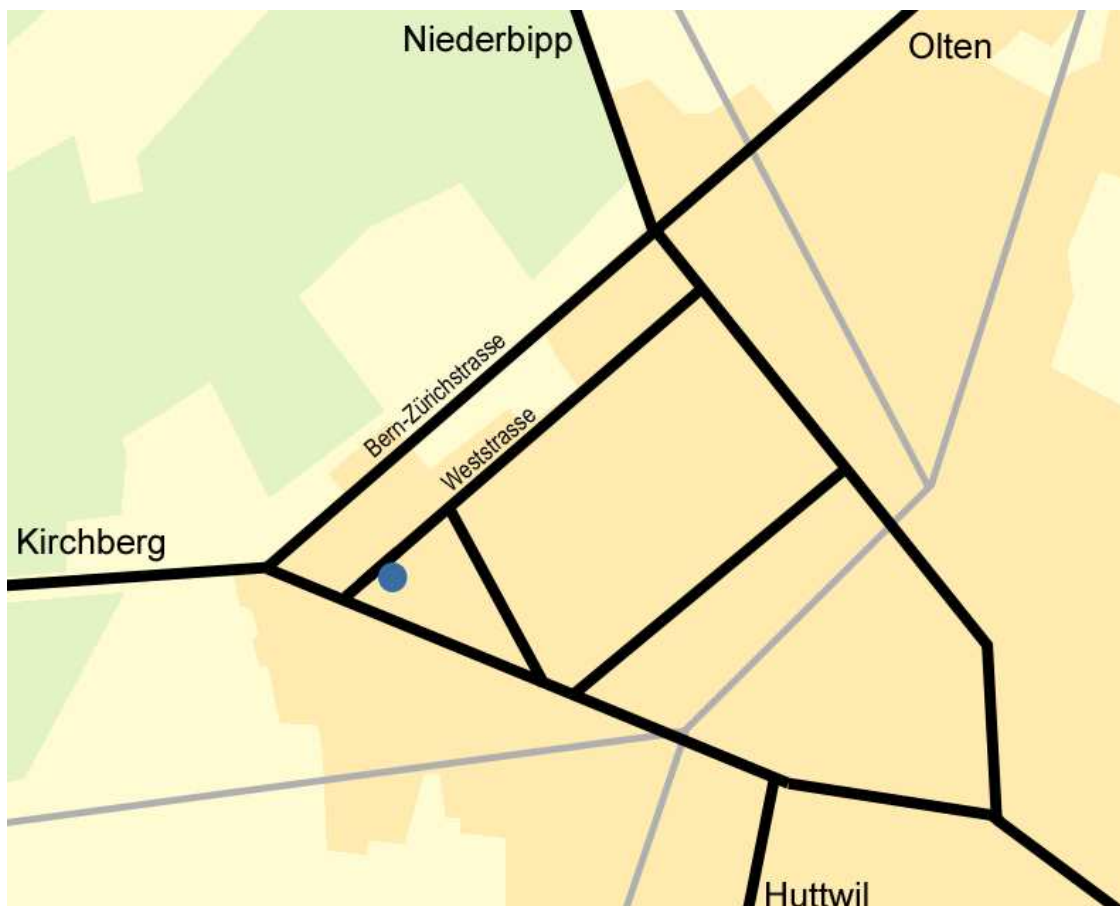 Niederbipp
Olten
Bern-Zürichstrasse
Weststrasse
Kirchberg
Huttwil